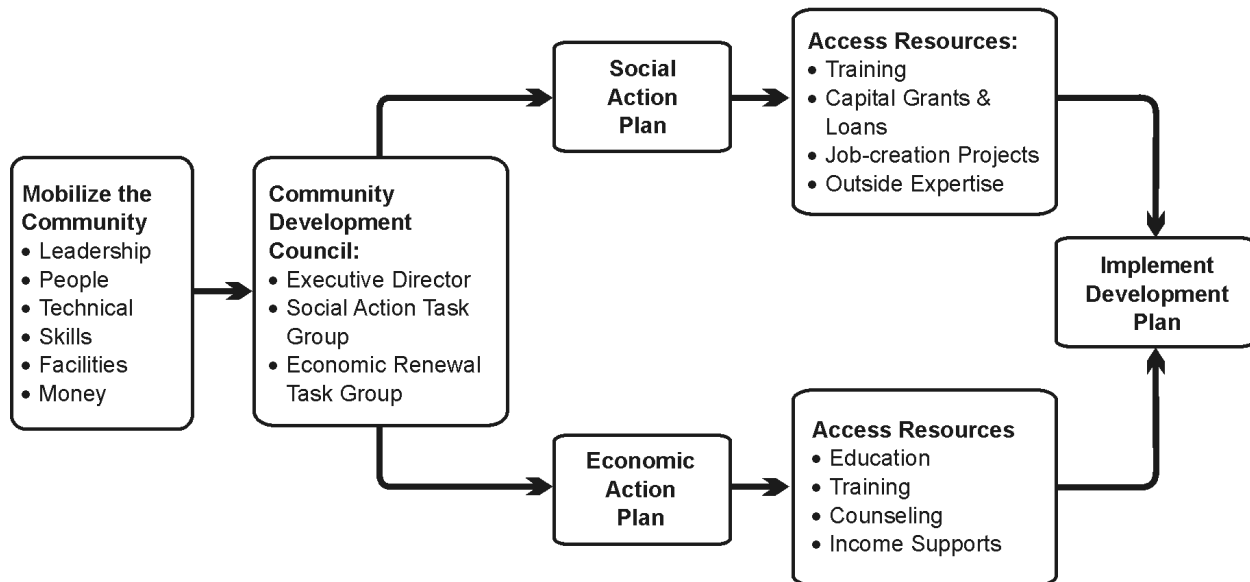 Mobilize the
Community
• Leadership
• People
• Technical
• Skills
• Facilities
• Money
Community
Development
Council:
• Executive Director
• Social Action Task
Group
• Economic Renewal
Task Group
Social
Action
Plan
Access Resources:
• Training
• Capital Grants &
Loans
• Job-creation Projects
• Outside Expertise
Economic
Action
Plan
Access Resources
• Education
• Training
• Counseling
• Income Supports
Implement
Development
Plan